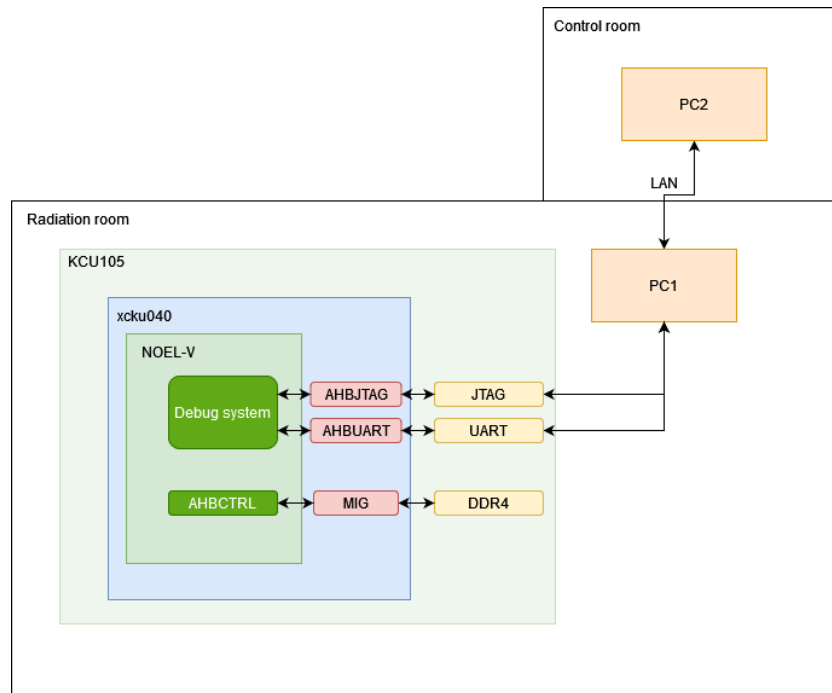 Control room
PC2
LAN
Radiation room
KCU105
PC1
xcku040
NOEL-V
Debug system
AHBJTAG
JTAG
AHBUART
UART
AHBCTRL
MIG
DDR4